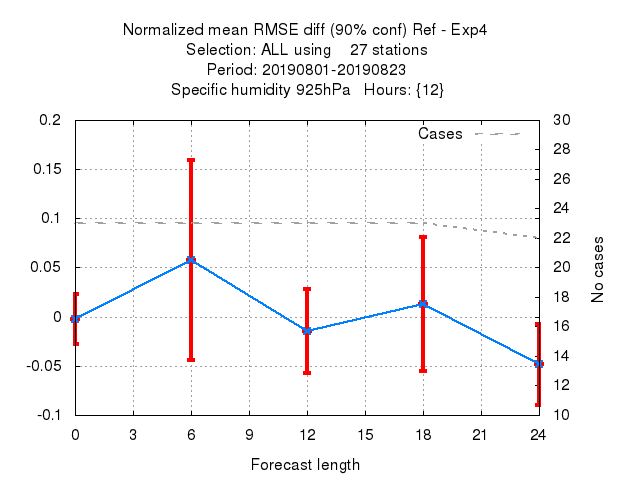 Normalized mean RMSE diff (90% conf) Ref - Exp4
Selection: ALL using    27 stations
Period: 20190801-20190823
Specific humidity 925hPa   Hours: {12}
Cases
0.2
0.15
0.1
0.05
0
-0.05
-0.1
30
28
26
24
22
20
18
16
14
12
10
No cases
0 3 6 9 12 15 18 21 24
Forecast length